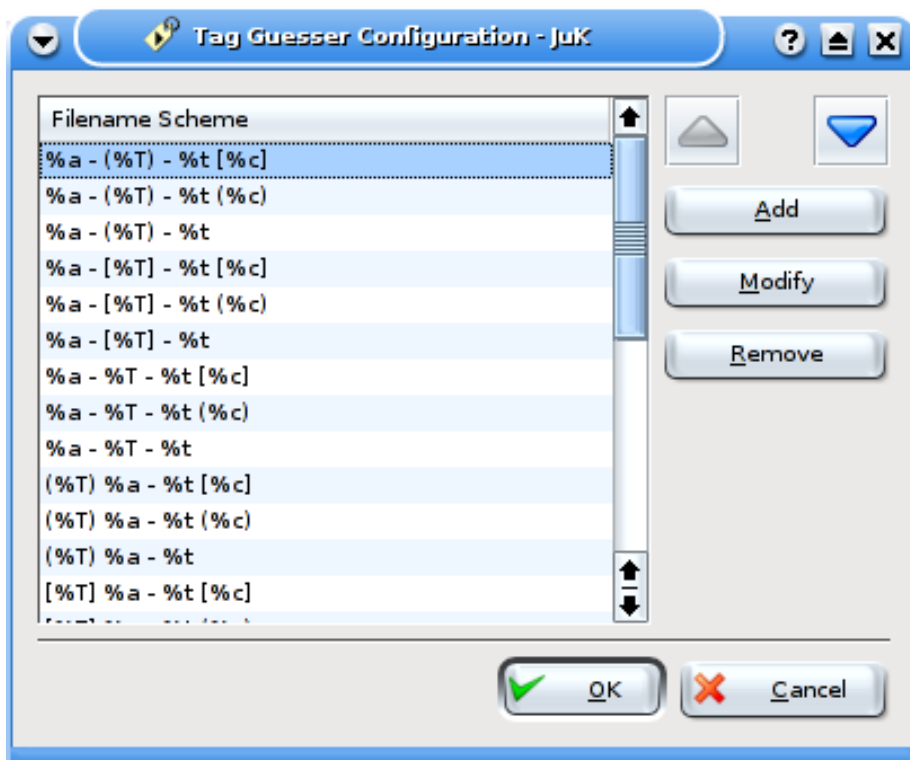 Tag Guesser Configuration - JuK
Filename Scheme
%a - (%T) - %t [%c]
%a - (%T) - %t (%c)
%a - (%T) - %t
%a - [%T] - %t [%c]
%a - [%T] - %t (%c)
%a - [%T] - %t
%a - %T - %t [%c]
%a - %T - %t (%c)
%a - %T - %t
(%T) %a - %t [%c]
(%T) %a - %t (%c)
(%T) %a - %t
[%T] %a - %t [%c]
Add
Modify
Remove
OK
Cancel